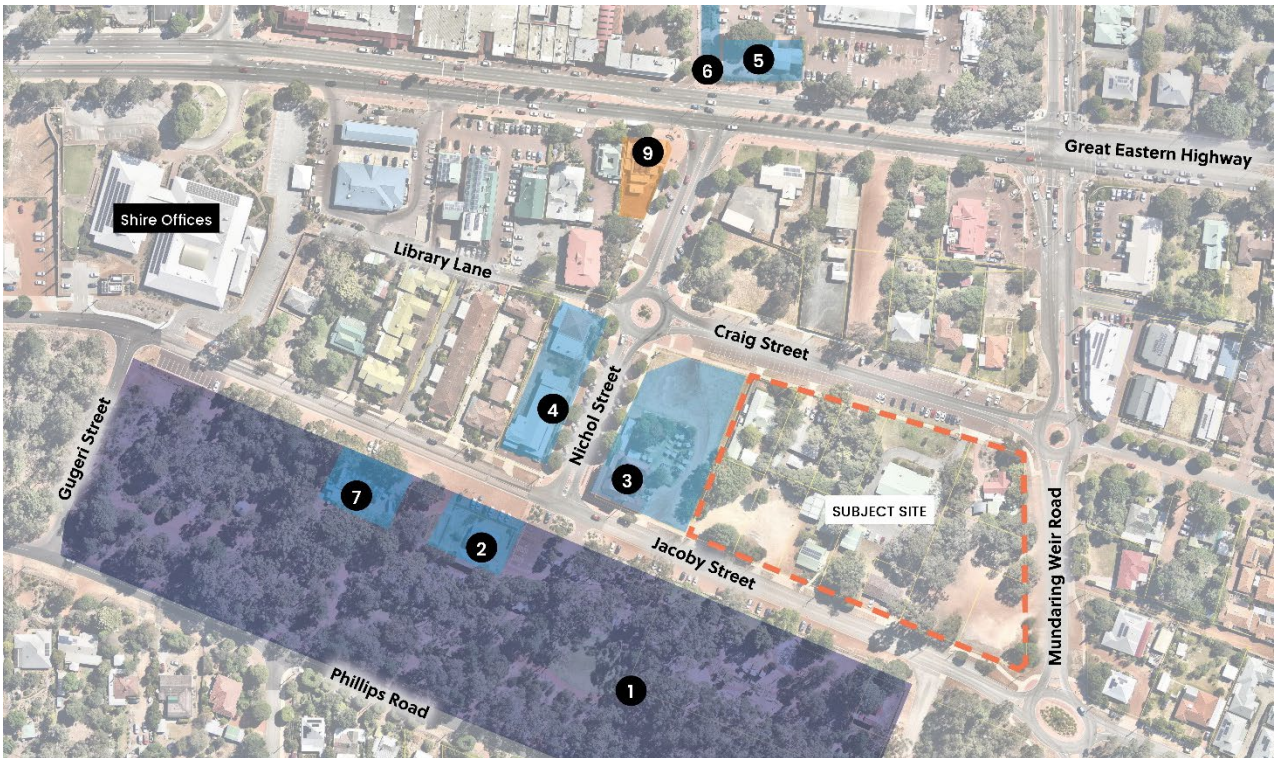 6
5
9
Great Eastern Highway
Shire Offices
Library Lane
Craig Street
4
Nichol Street
3
SUBJECT SITE
Gugeri Street
7
2
Jacoby Street
Mundaring Weir Road
1
Phillips Road